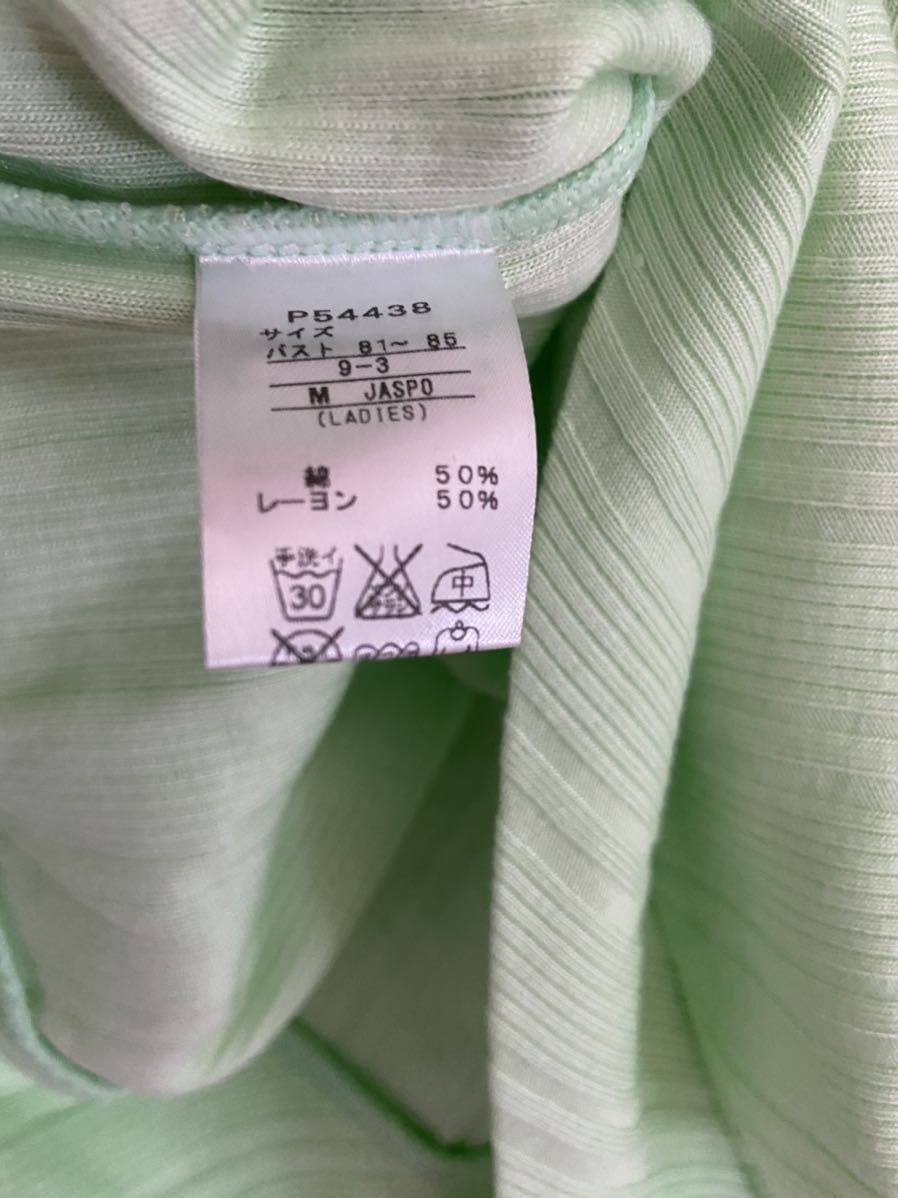 P54438
サイズ
バスト 81～ 85
9-3
M JASPO
(LADIES)
綿 50%
レーヨン 50%
手洗イ
30
中